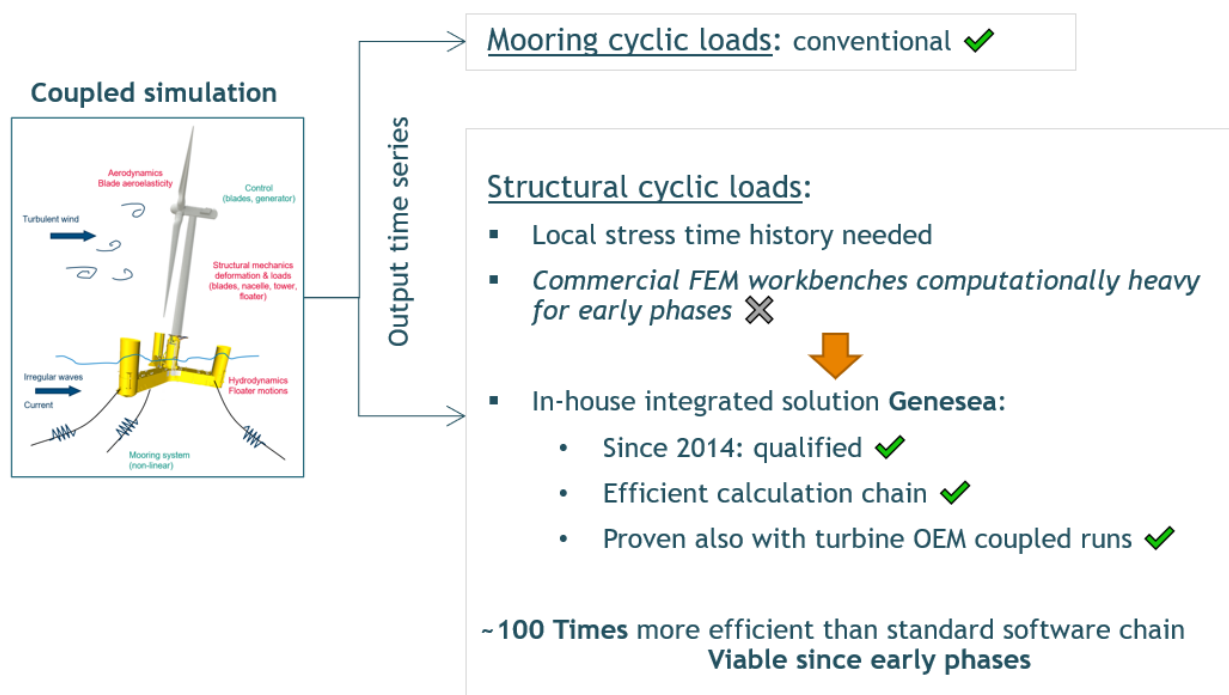 Coupled simulation
Aerodynamics
Blade aeroelasticity
Control
(blades, generator)
Turbulent wind
Structural mechanics
deformation & loads
(blades, nacelle, tower,
floater)
Irregular waves
Current
Hydrodynamics
Floater motions
Mooring system
(non-linear)
Output time series
Mooring cyclic loads: conventional ✔
Structural cyclic loads:
▪ Local stress time history needed
▪ Commercial FEM workbenches computationally heavy
for early phases ✖
▪ In-house integrated solution Genesea:
• Since 2014: qualified ✔
• Efficient calculation chain ✔
• Proven also with turbine OEM coupled runs ✔
~100 Times more efficient than standard software chain
Viable since early phases